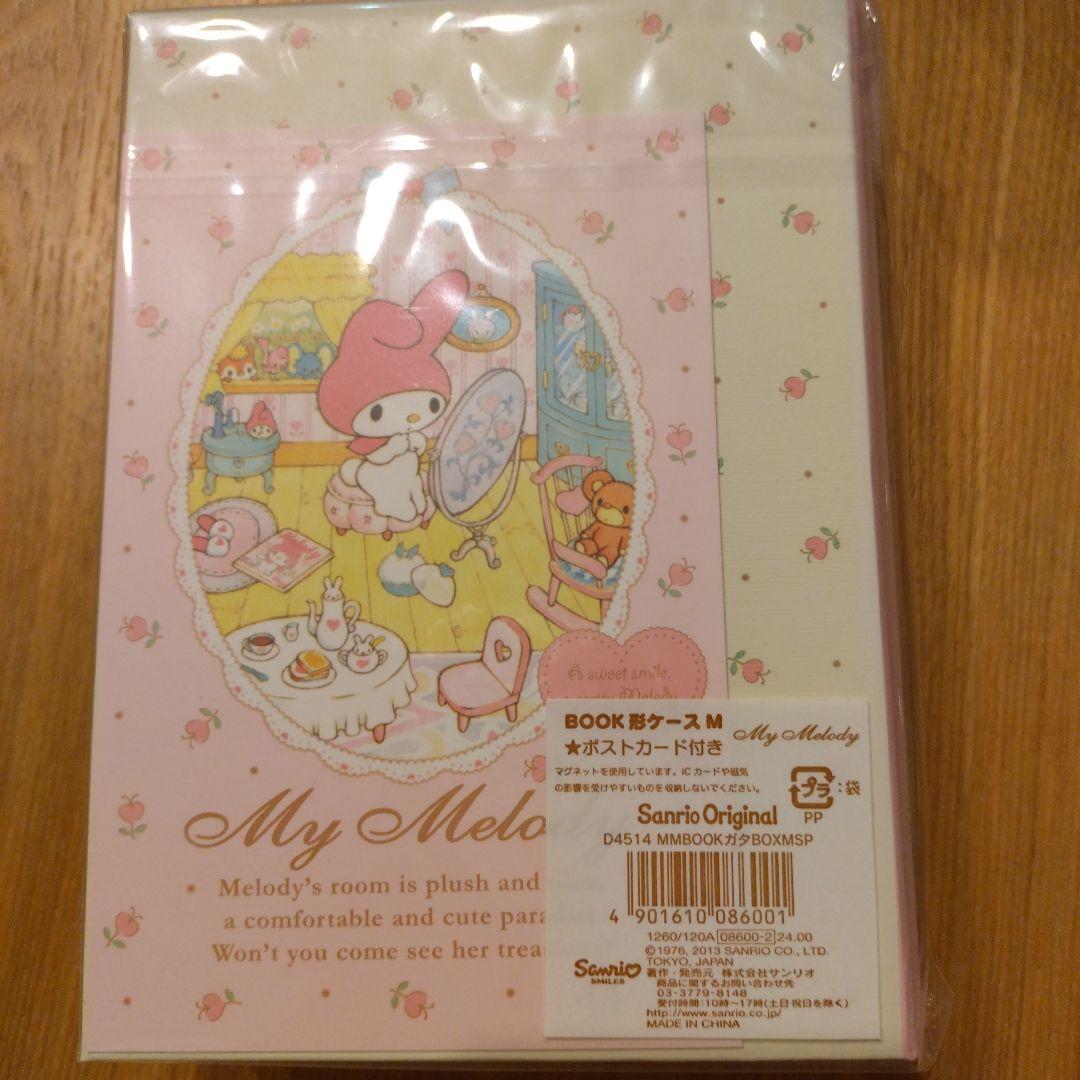 A sweet smile,
Melody
My Melo
Melody's room is plush and
a comfortable and cute para
Won't you come see her treas
BOOK形ケースM
★ポストカード付き
My Melody
マグネットを使用しています。ICカードや磁気
の影響を受けやすいものを収納しないでください。
プラ
:袋
PP
Sanrio Original
D4514 MMBOOKガタBOXMSP
4 901610 086001
1260/120A 08600-2 24.00
©1976, 2013 SANRIO CO., LTD.
TOKYO, JAPAN
Sanrio
SMILES
著作・発売元 株式会社サンリオ
商品に関するお問い合わせ先
03-3779-8148
受付時間:10時〜17時(土日祝日を除く)
http://www.sanrio.co.jp/
MADE IN CHINA